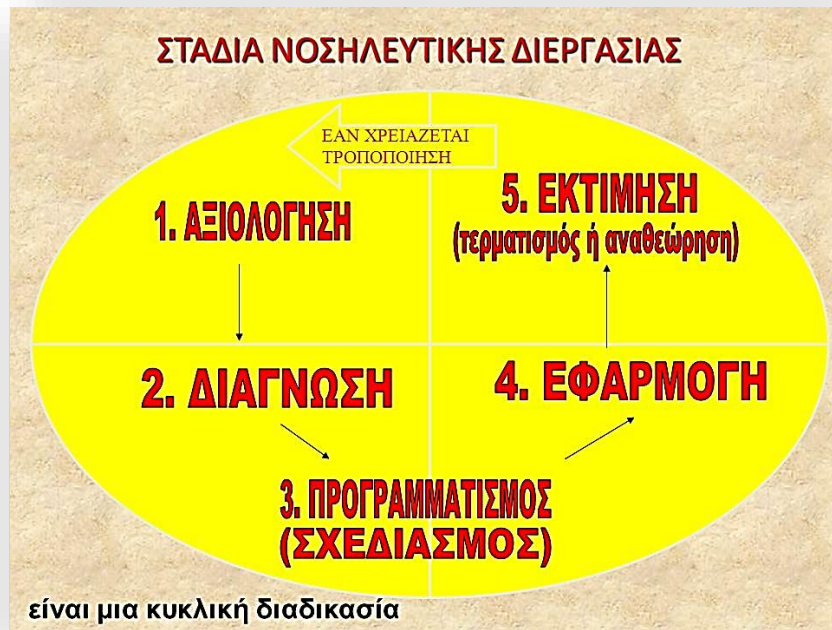 ΣΤΑΔΙΑ ΝΟΣΗΛΕΥΤΙΚΗΣ ΔΙΕΡΓΑΣΙΑΣ
ΕΑΝ ΧΡΕΙΑΖΕΤΑΙ
ΤΡΟΠΟΠΟΙΗΣΗ
1. ΑΞΙΟΛΟΓΗΣΗ
2. ΔΙΑΓΝΩΣΗ
3. ΠΡΟΓΡΑΜΜΑΤΙΣΜΟΣ
(ΣΧΕΔΙΑΣΜΟΣ)
4. ΕΦΑΡΜΟΓΗ
5. ΕΚΤΙΜΗΣΗ
(τερματισμός ή αναθεώρηση)
είναι μια κυκλική διαδικασία